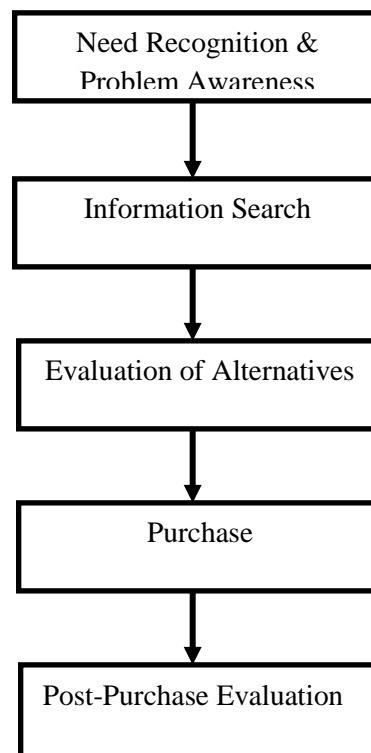 Need Recognition &
Problem Awareness
Information Search
Evaluation of Alternatives
Purchase
Post-Purchase Evaluation